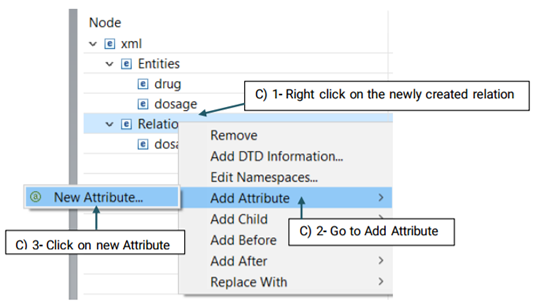 Node
xml
Entities
drug
dosage
C) 1- Right click on the newly created relation
Relatio
dosa
Remove
Add DTD Information...
Edit Namespaces...
New Attribute...
Add Attribute
Add Child
C) 2- Go to Add Attribute
C) 3- Click on new Attribute
Add Before
Add After
Replace With